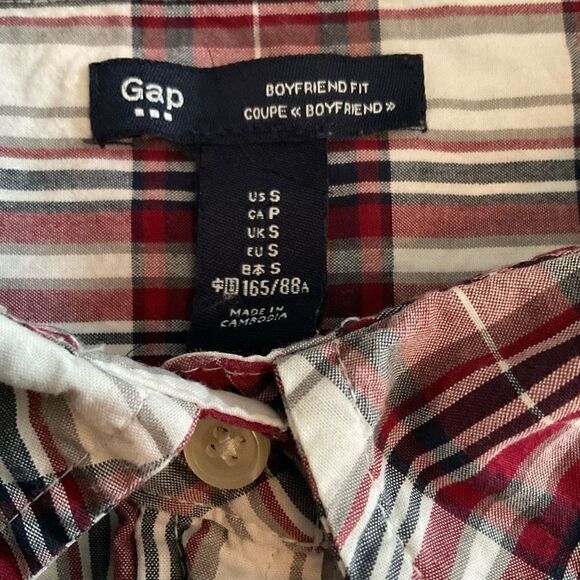 Gap
BOYFRIEND FIT
COUPE « BOYFRIEND »
US S
CA P
UK S
EU S
日本 S
中国 165/88A
MADE IN
CAMBODIA